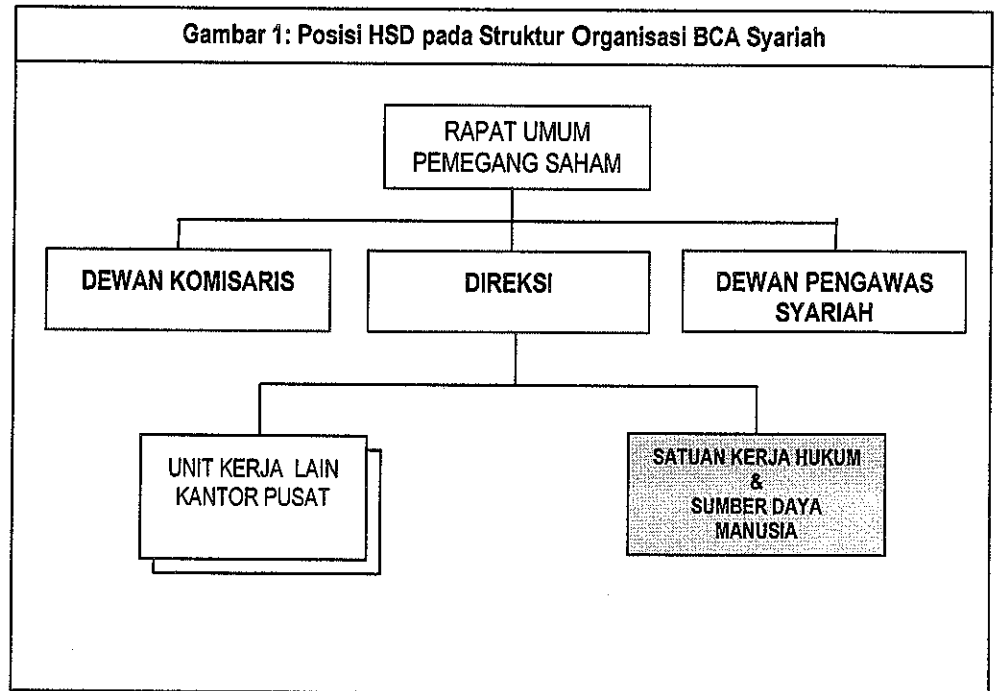 Gambar 1: Posisi HSD pada Struktur Organisasi BCA Syariah
RAPAT UMUM
PEMEGANG SAHAM
DEWAN KOMISARIS
DIREKSI
DEWAN PENGAWAS
SYARIAH
UNIT KERJA LAIN
KANTOR PUSAT
SATUAN KERJA HUKUM
&
SUMBER DAYA
MANUSIA